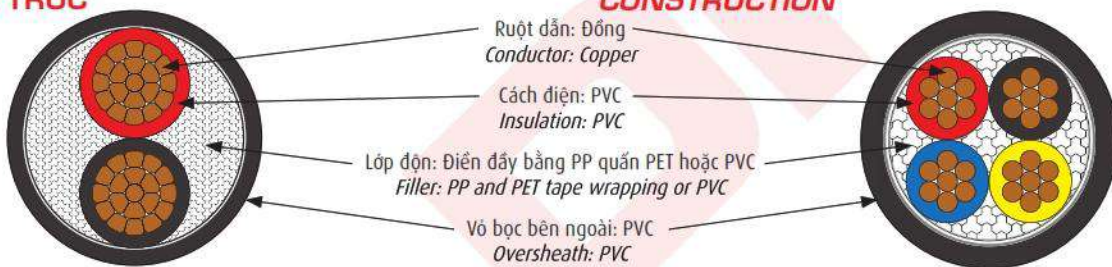 TRÚC
CONSTRUCTION
Ruột dẫn: Đồng
Conductor: Copper
Cách điện: PVC
Insulation: PVC
Lớp độn: Điền đầy bằng PP quấn PET hoặc PVC
Filler: PP and PET tape wrapping or PVC
Vỏ bọc bên ngoài: PVC
Oversheath: PVC